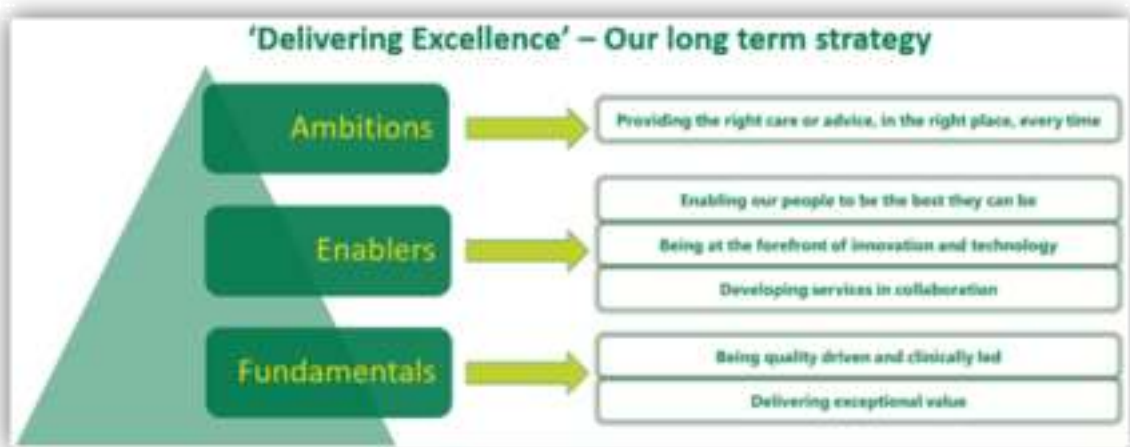 ‘Delivering Excellence’ – Our long term strategy
Ambitions
Providing the right care or advice, in the right place, every time
Enablers
Enabling our people to be the best they can be
Being at the forefront of innovation and technology
Developing services in collaboration
Fundamentals
Being quality driven and clinically led
Delivering exceptional value